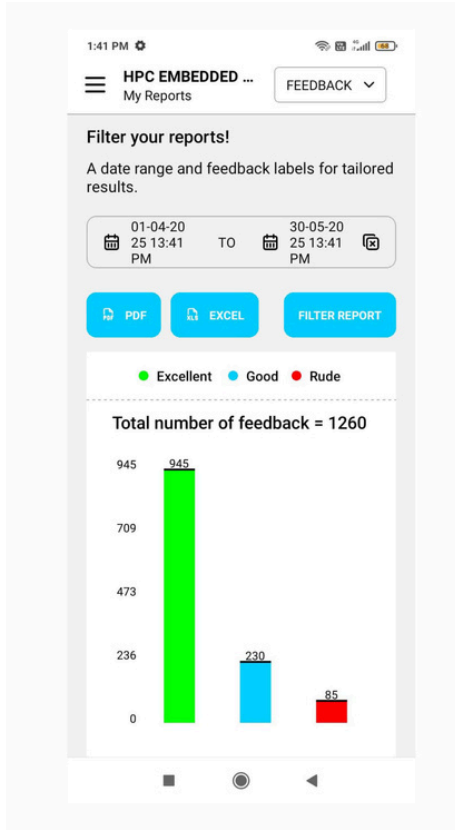 1:41 PM
68
HPC EMBEDDED ...
My Reports
FEEDBACK
Filter your reports!
A date range and feedback labels for tailored
results.
01-04-20
25 13:41
PM
TO
30-05-20
25 13:41
PM
PDF
EXCEL
FILTER REPORT
Excellent Good Rude
Total number of feedback = 1260
945
945
709
473
236
230
85
0